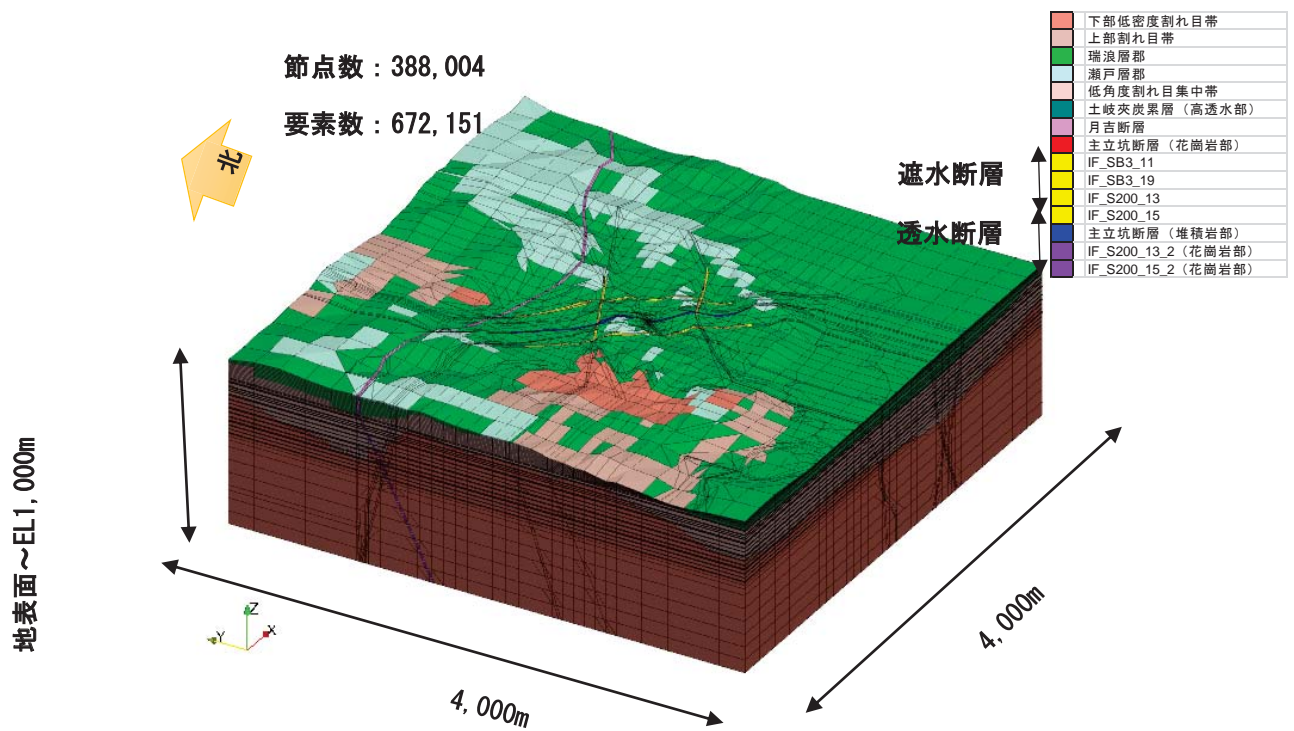 節点数：388,004
要素数：672,151
北
遮水断層
透水断層
下部低密度割れ目帯
上部割れ目帯
瑞浪層郡
瀬戸層郡
低角度割れ目集中帯
土岐夾炭累層（高透水部）
月吉断層
主立坑断層（花崗岩部）
IF_SB3_11
IF_SB3_19
IF_S200_13
IF_S200_15
主立坑断層（堆積岩部）
IF_S200_13_2（花崗岩部）
IF_S200_15_2（花崗岩部）
地表面～EL1,000m
Z
Y
X
4,000m
4,000m